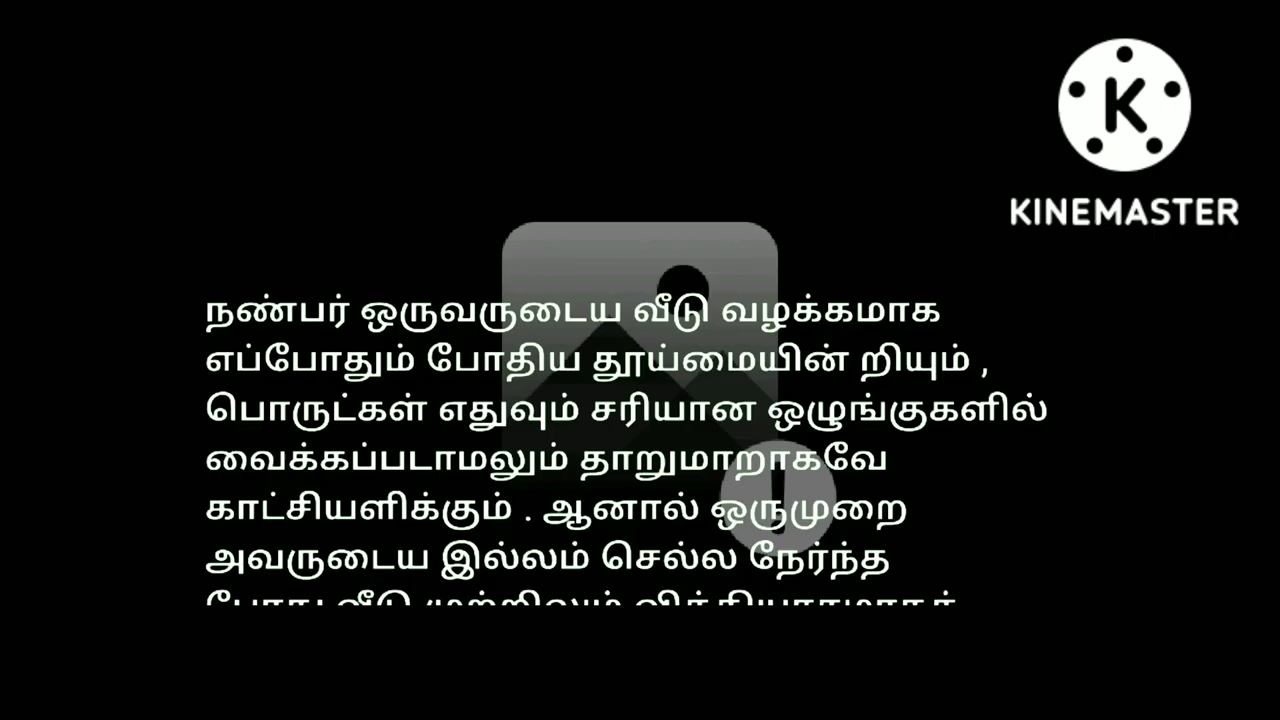 KINEMASTER
நண்பர் ஒருவருடைய வீடு வழக்கமாக
எப்போதும் போதிய தூய்மையின் றியும் ,
பொருட்கள் எதுவும் சரியான ஒழுங்குகளில்
வைக்கப்படாமலும் தாறுமாறாகவே
காட்சியளிக்கும் . ஆனால் ஒருமுறை
அவருடைய இல்லம் செல்ல நேர்ந்த
வீடு முற்றிலும்